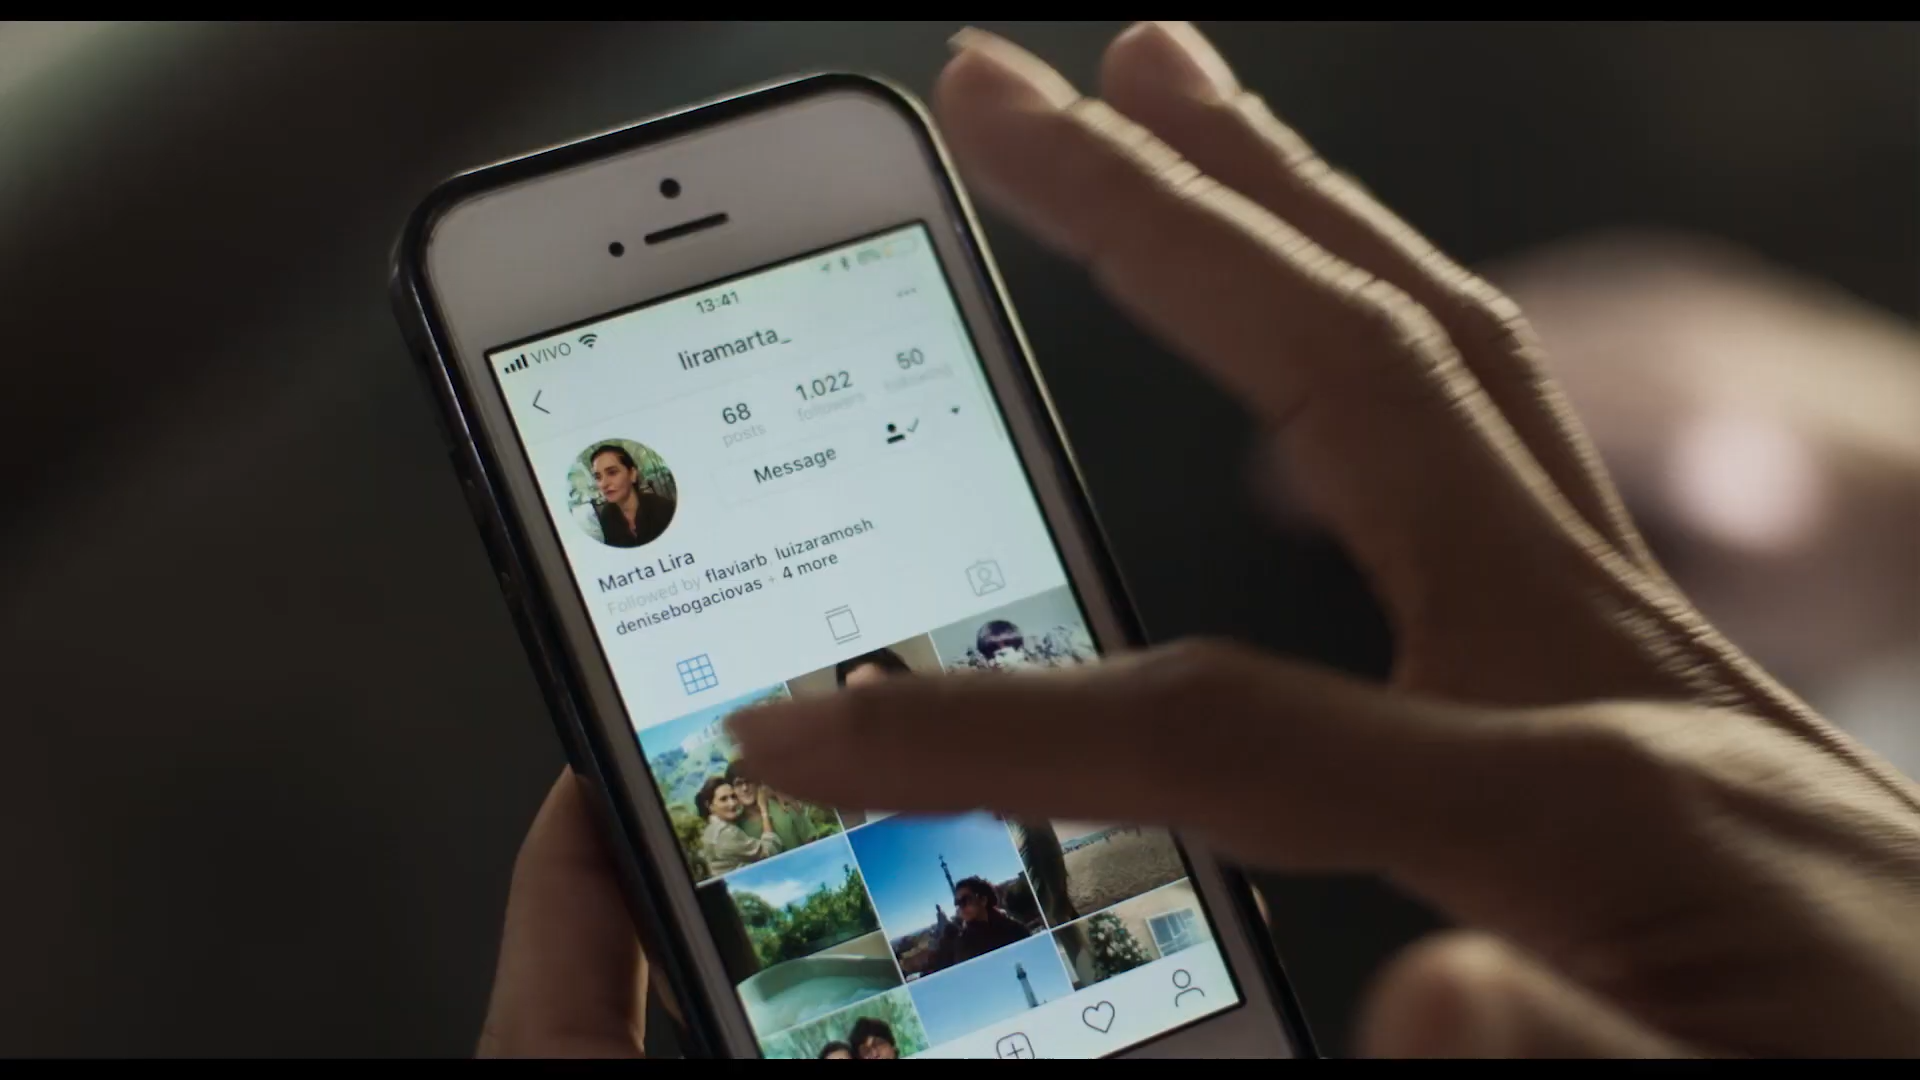 VIVO
13:41
liramarta_
68
posts
1.022
followers
50
following
Message
Marta Lira
Followed by flaviarb, luizaramosh,
denisebogaciovas + 4 more